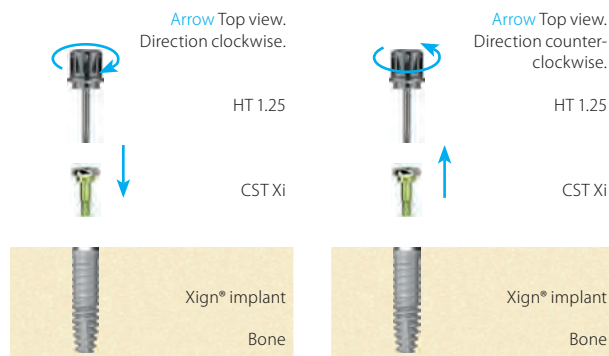 Arrow Top view.
Direction clockwise.
HT 1.25
CST Xi
Xign® implant
Bone
Arrow Top view.
Direction counter-
clockwise.
HT 1.25
CST Xi
Xign® implant
Bone